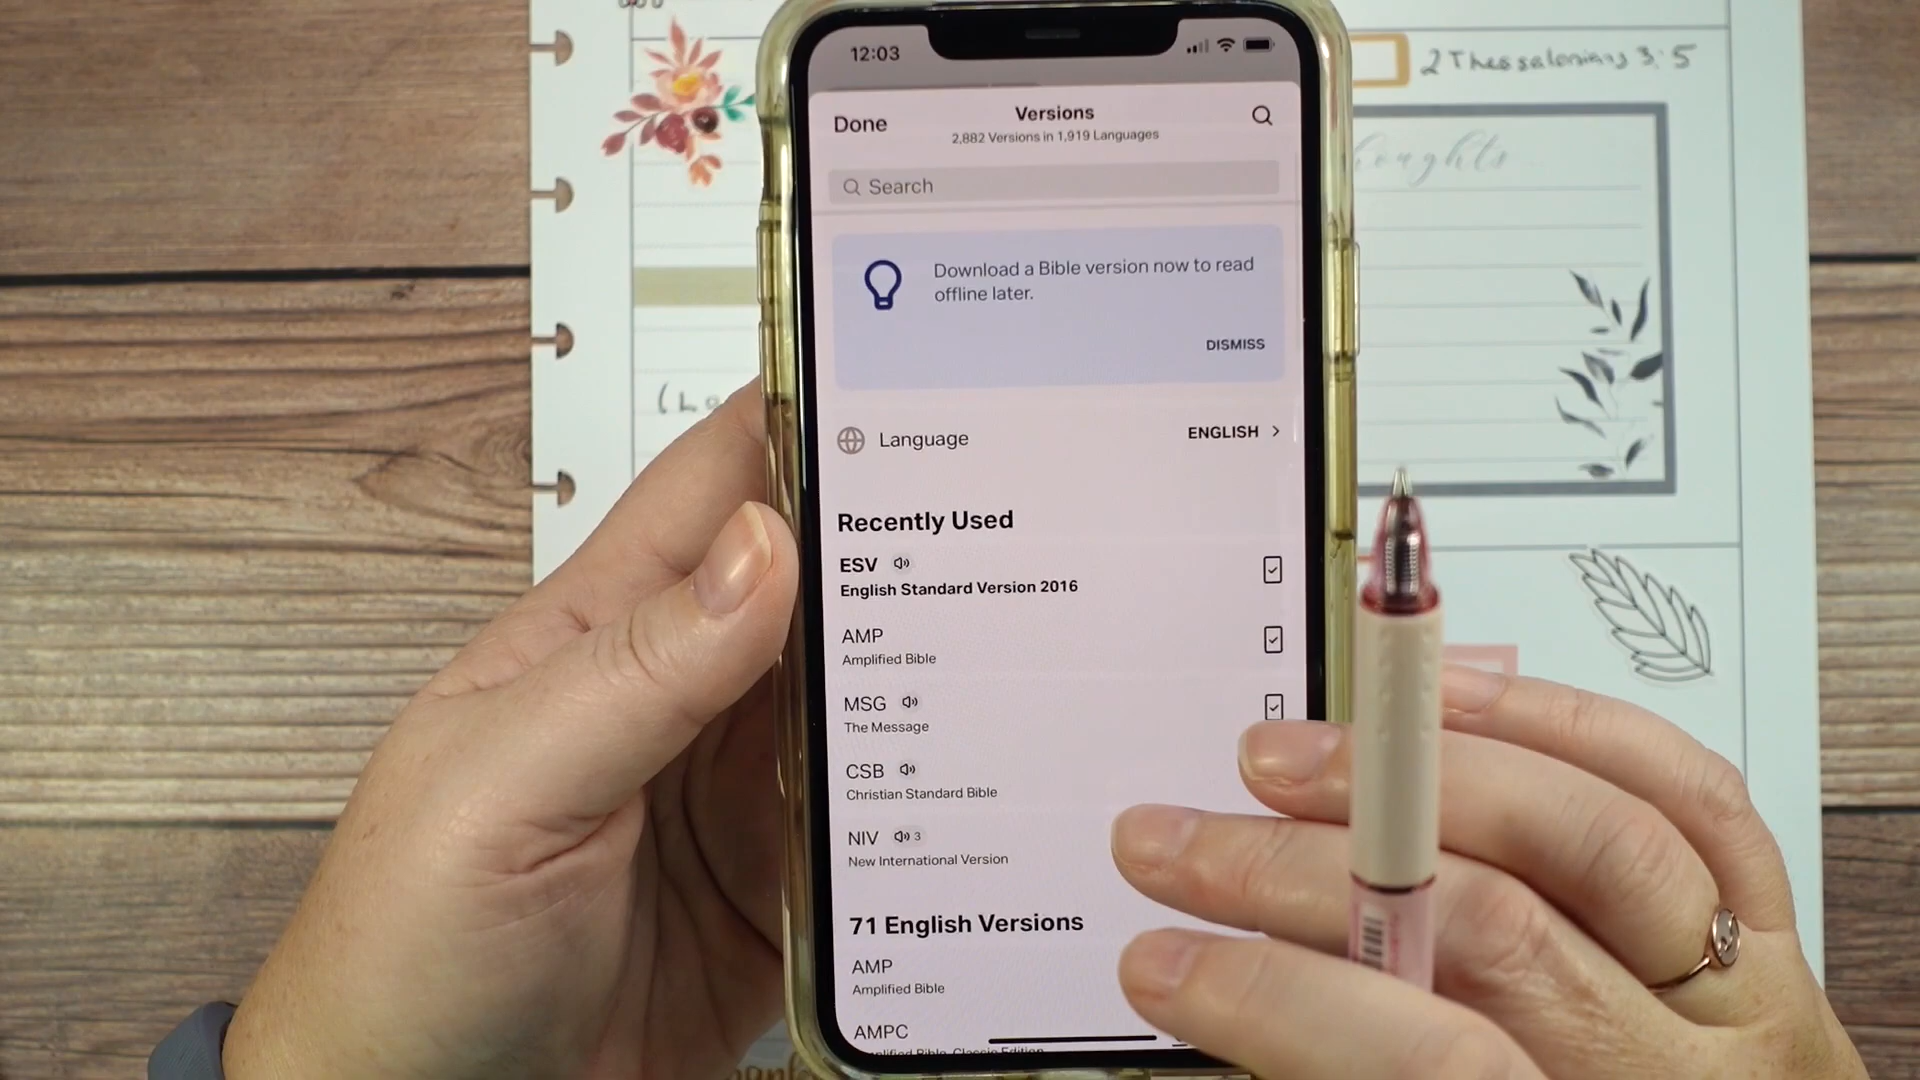 2 Thessalonians 3:5
12:03
Done
Versions
2,882 Versions in 1,919 Languages
Search
Download a Bible version now to read
offline later.
DISMISS
Language
ENGLISH >
Recently Used
ESV
English Standard Version 2016
AMP
Amplified Bible
MSG
The Message
CSB
Christian Standard Bible
NIV 3
New International Version
71 English Versions
AMP
Amplified Bible
AMPC